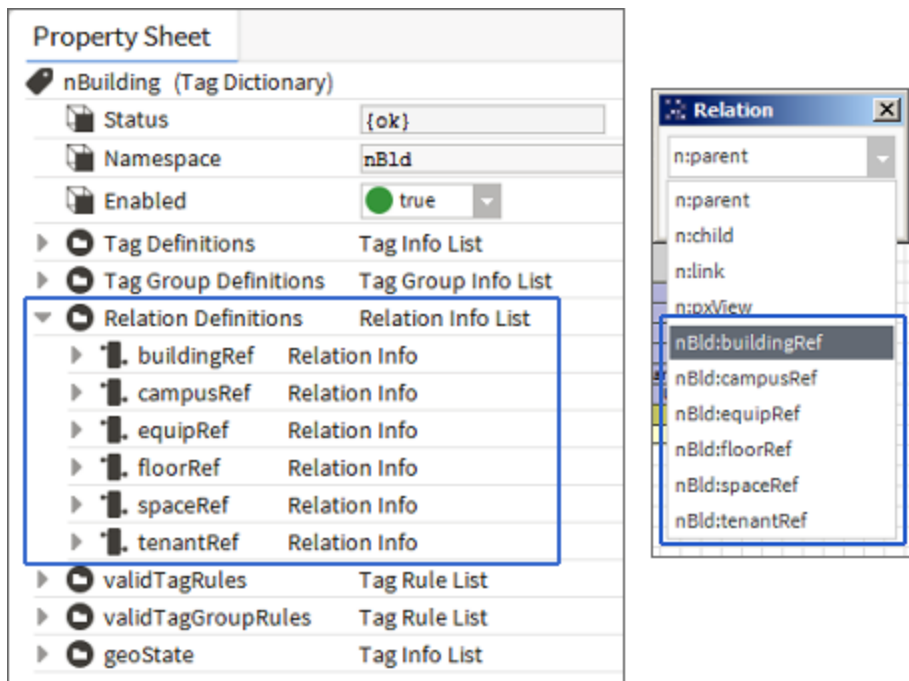 Property Sheet
nBuilding (Tag Dictionary)
Status {ok}
Namespace nBld
Enabled true
Tag Definitions Tag Info List
Tag Group Definitions Tag Group Info List
Relation Definitions Relation Info List
buildingRef Relation Info
campusRef Relation Info
equipRef Relation Info
floorRef Relation Info
spaceRef Relation Info
tenantRef Relation Info
validTagRules Tag Rule List
validTagGroupRules Tag Rule List
geoState Tag Info List
Relation
n:parent
n:parent
n:child
n:link
n:pxView
nBld:buildingRef
nBld:campusRef
nBld:equipRef
nBld:floorRef
nBld:spaceRef
nBld:tenantRef